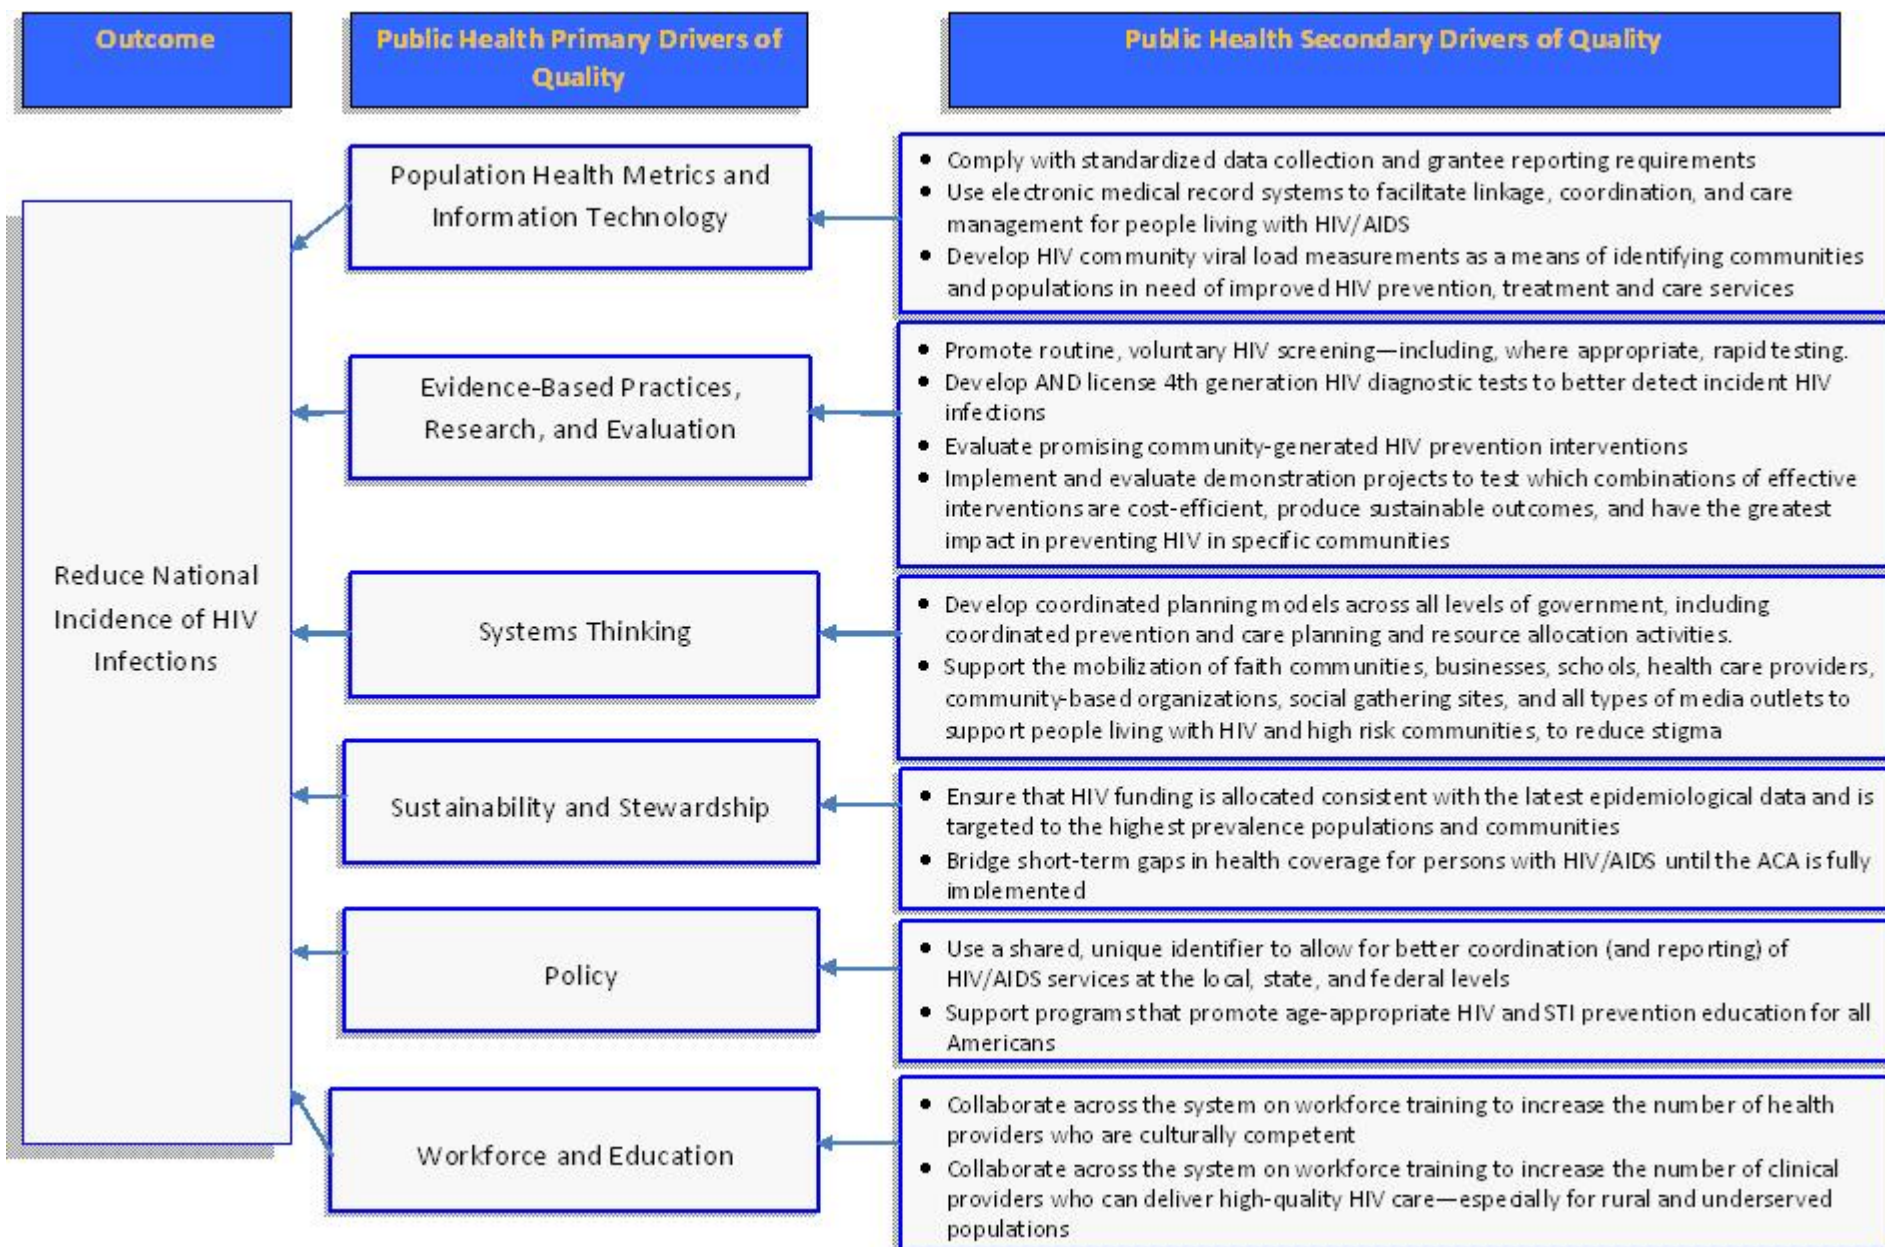 Outcome
Public Health Primary Drivers of
Quality
Public Health Secondary Drivers of Quality
Reduce National
Incidence of HIV
Infections
Population Health Metrics and
Information Technology
• Comply with standardized data collection and grantee reporting requirements
• Use electronic medical record systems to facilitate linkage, coordination, and care
management for people living with HIV/AIDS
• Develop HIV community viral load measurements as a means of identifying communities
and populations in need of improved HIV prevention, treatment and care services
Evidence-Based Practices,
Research, and Evaluation
• Promote routine, voluntary HIV screening—including, where appropriate, rapid testing.
• Develop AND license 4th generation HIV diagnostic tests to better detect incident HIV
infections
• Evaluate promising community-generated HIV prevention interventions
• Implement and evaluate demonstration projects to test which combinations of effective
interventions are cost-efficient, produce sustainable outcomes, and have the greatest
impact in preventing HIV in specific communities
Systems Thinking
• Develop coordinated planning models across all levels of government, including
coordinated prevention and care planning and resource allocation activities.
• Support the mobilization of faith communities, businesses, schools, health care providers,
community-based organizations, social gathering sites, and all types of media outlets to
support people living with HIV and high risk communities, to reduce stigma
Sustainability and Stewardship
• Ensure that HIV funding is allocated consistent with the latest epidemiological data and is
targeted to the highest prevalence populations and communities
• Bridge short-term gaps in health coverage for persons with HIV/AIDS until the ACA is fully
implemented
Policy
• Use a shared, unique identifier to allow for better coordination (and reporting) of
HIV/AIDS services at the local, state, and federal levels
• Support programs that promote age-appropriate HIV and STI prevention education for all
Americans
Workforce and Education
• Collaborate across the system on workforce training to increase the number of health
providers who are culturally competent
• Collaborate across the system on workforce training to increase the number of clinical
providers who can deliver high-quality HIV care—especially for rural and underserved
populations